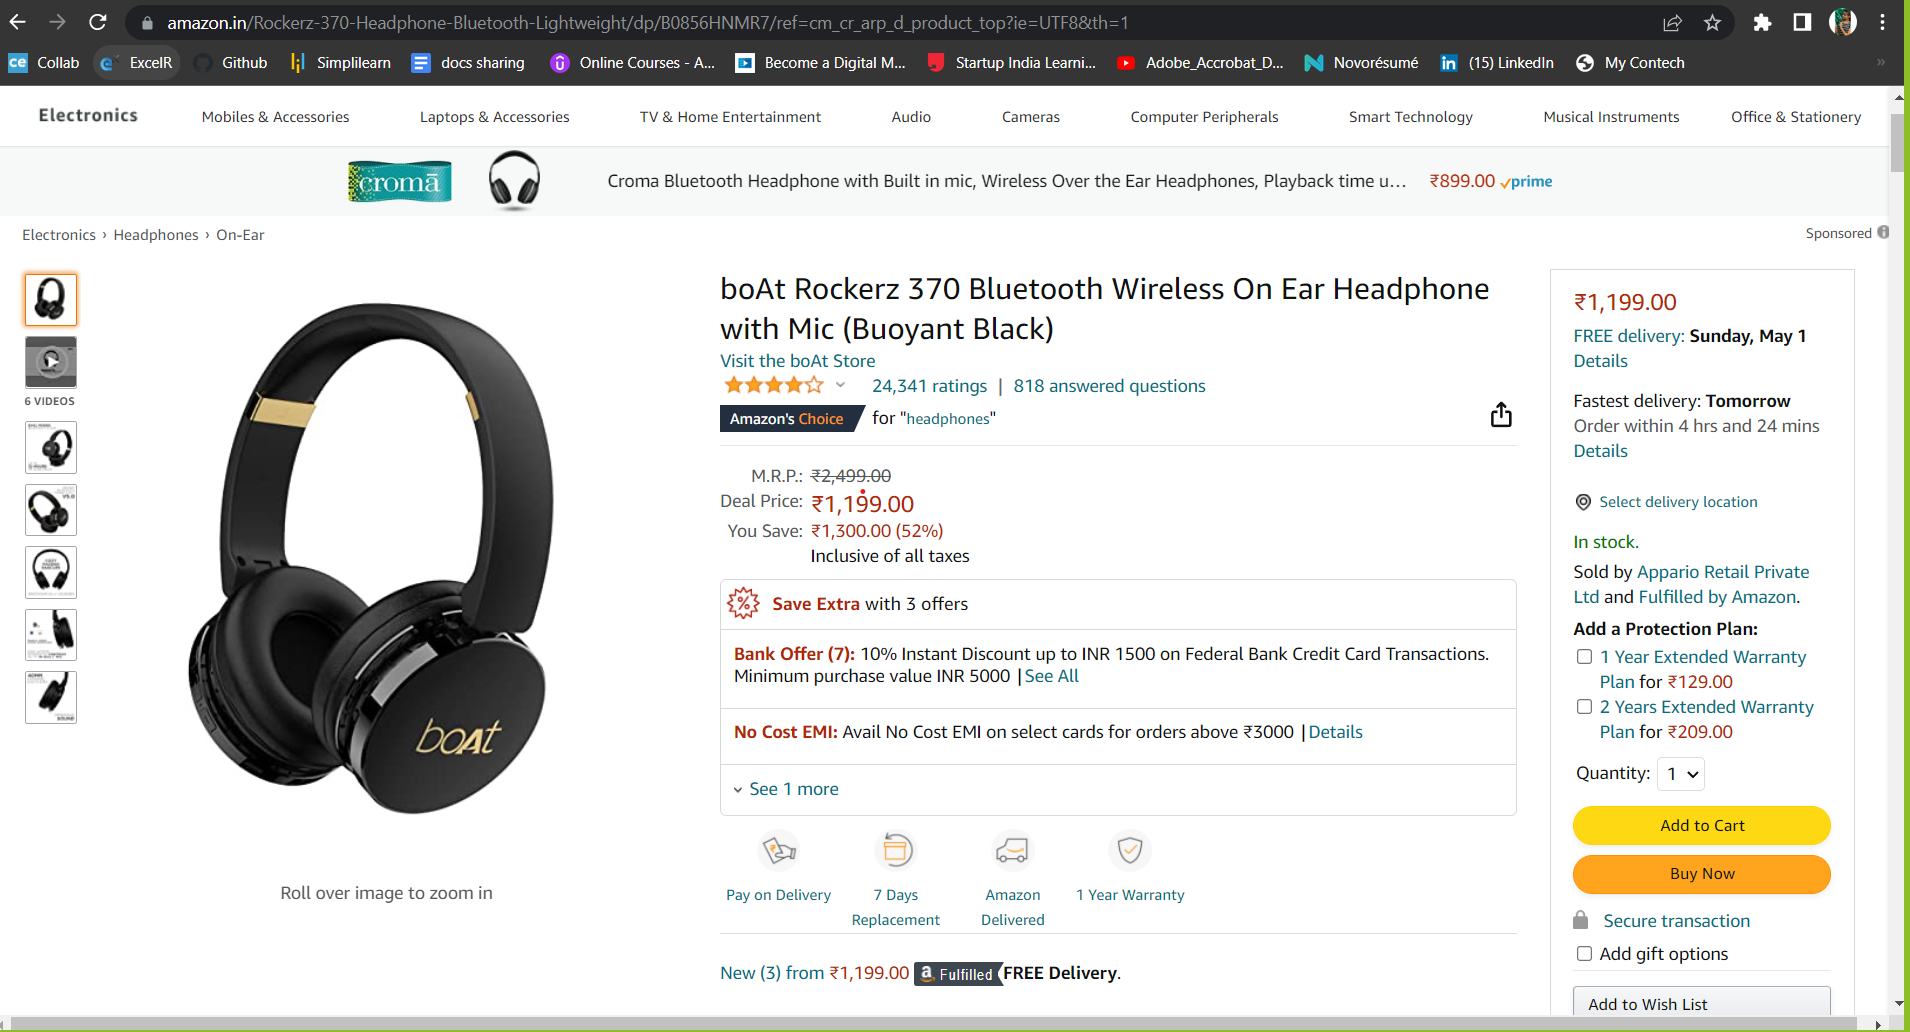 amazon.in/Rockerz-370-Headphone-Bluetooth-Lightweight/dp/B0856HNMR7/ref=cm_cr_arp_d_product_top?ie=UTF8&th=1
ce Collab ExcelR Github Simplilearn docs sharing Online Courses - A... Become a Digital M... Startup India Learni... Adobe_Accrobat_D... Novorésumé in (15) LinkedIn My Contech »
Electronics Mobiles & Accessories Laptops & Accessories TV & Home Entertainment Audio Cameras Computer Peripherals Smart Technology Musical Instruments Office & Stationery
cromā Croma Bluetooth Headphone with Built in mic, Wireless Over the Ear Headphones, Playback time u... ₹899.00 prime
Electronics › Headphones › On-Ear
Sponsored
6 VIDEOS
boAt
Roll over image to zoom in
boAt Rockerz 370 Bluetooth Wireless On Ear Headphone
with Mic (Buoyant Black)
Visit the boAt Store
24,341 ratings | 818 answered questions
Amazon's Choice for "headphones"
M.R.P.: ₹2,499.00
Deal Price: ₹1,199.00
You Save: ₹1,300.00 (52%)
Inclusive of all taxes
Save Extra with 3 offers
Bank Offer (7): 10% Instant Discount up to INR 1500 on Federal Bank Credit Card Transactions.
Minimum purchase value INR 5000 | See All
No Cost EMI: Avail No Cost EMI on select cards for orders above ₹3000 | Details
See 1 more
Pay on Delivery
7 Days
Replacement
Amazon
Delivered
1 Year Warranty
New (3) from ₹1,199.00 a Fulfilled FREE Delivery.
₹1,199.00
FREE delivery: Sunday, May 1
Details
Fastest delivery: Tomorrow
Order within 4 hrs and 24 mins
Details
Select delivery location
In stock.
Sold by Appario Retail Private
Ltd and Fulfilled by Amazon.
Add a Protection Plan:
1 Year Extended Warranty
Plan for ₹129.00
2 Years Extended Warranty
Plan for ₹209.00
Quantity: 1
Add to Cart
Buy Now
Secure transaction
Add gift options
Add to Wish List